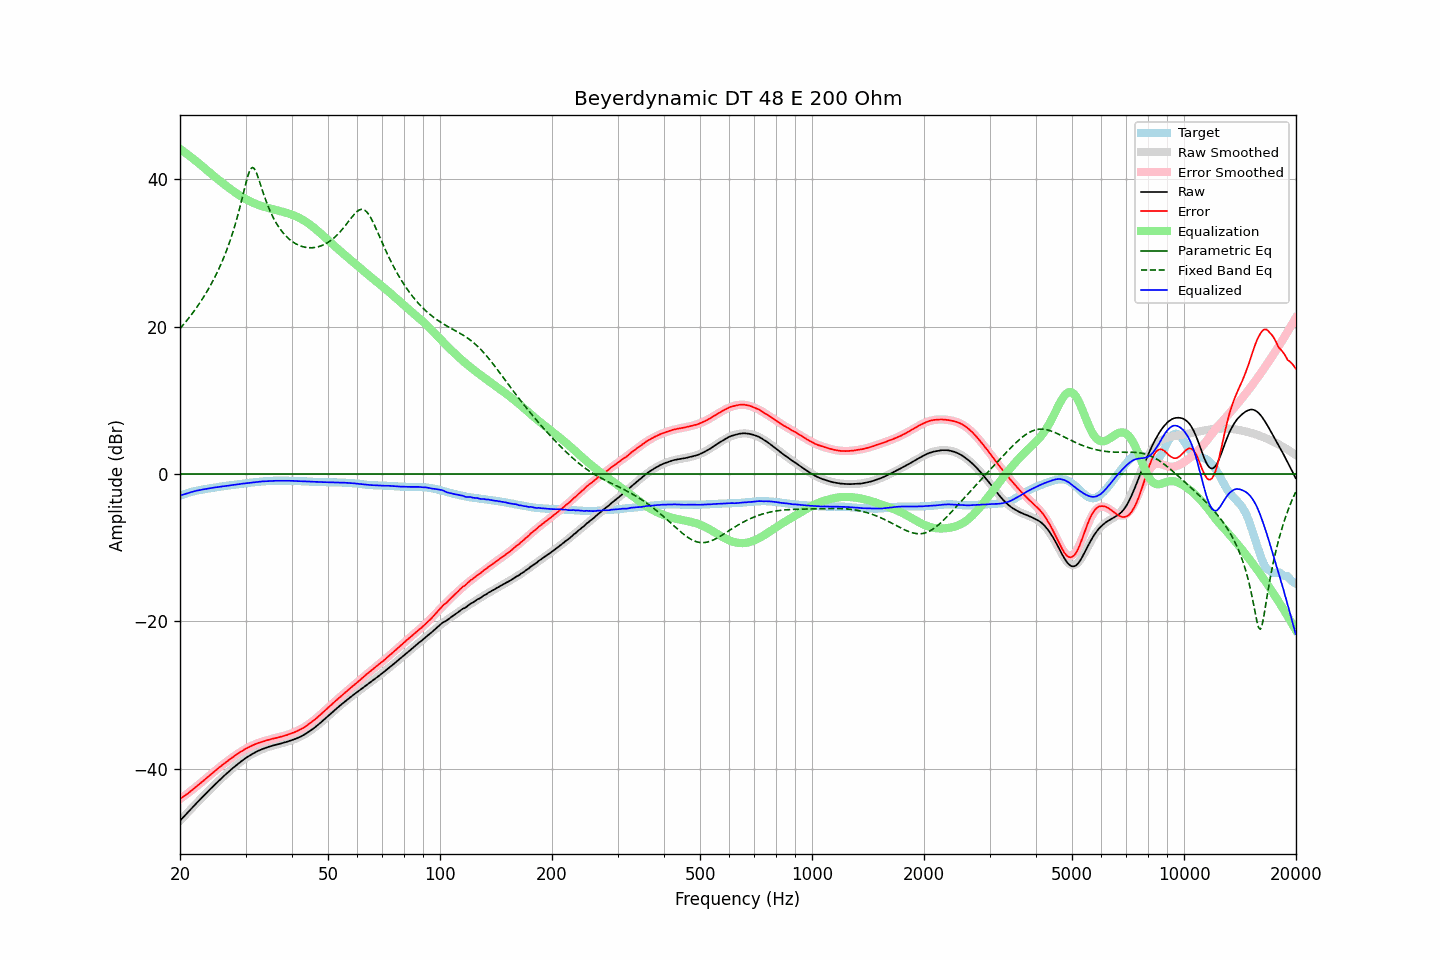 Beyerdynamic DT 48 E 200 Ohm
Target
Raw Smoothed
Error Smoothed
Raw
Error
Equalization
Parametric Eq
Fixed Band Eq
Equalized
Amplitude (dBr)
40
20
0
−20
−40
20 50 100 200 500 1000 2000 5000 10000 20000
Frequency (Hz)